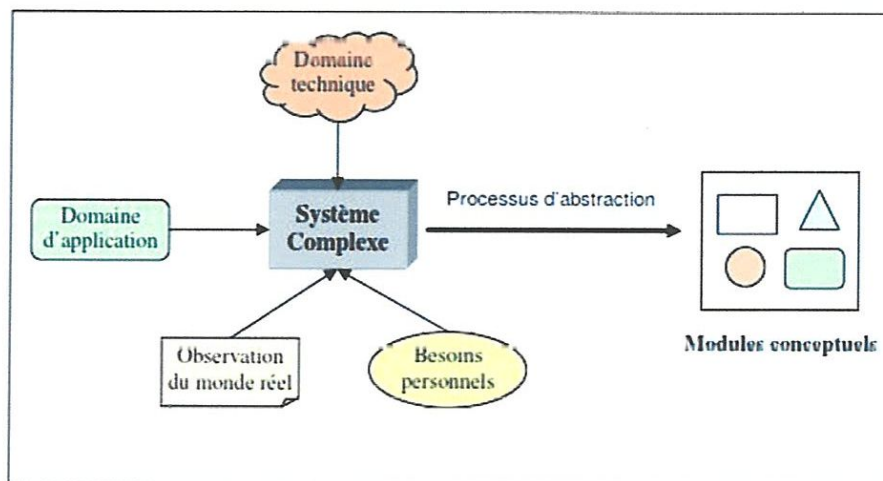 Domaine
technique
Domaine
d'application
Système
Complexe
Processus d'abstraction
Observation
du monde réel
Besoins
personnels
Modules conceptuels